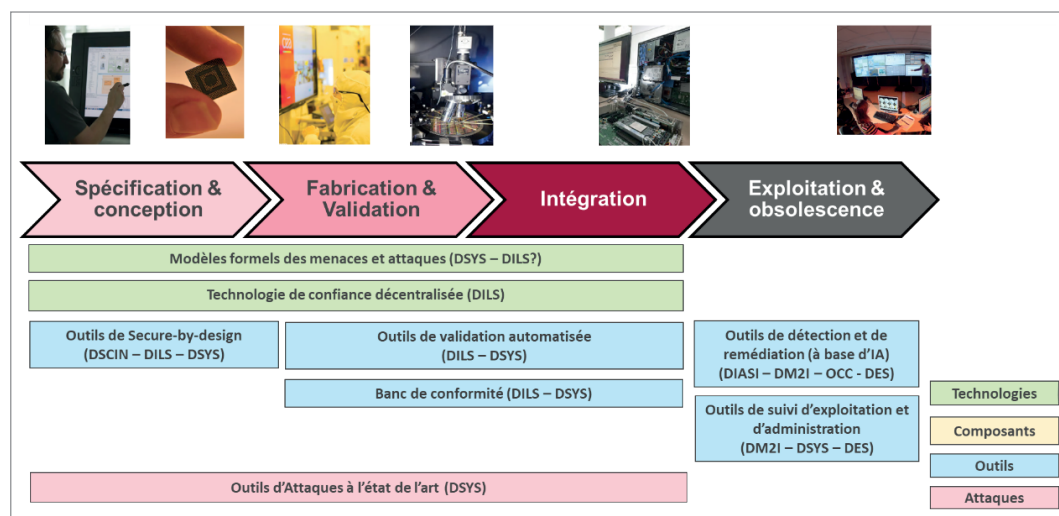 Spécification &
conception
Fabrication &
Validation
Intégration
Exploitation &
obsolescence
Modèles formels des menaces et attaques (DSYS – DILS?)
Technologie de confiance décentralisée (DILS)
Outils de Secure-by-design
(DSCIN – DILS – DSYS)
Outils de validation automatisée
(DILS – DSYS)
Outils de détection et de
remédiation (à base d'IA)
(DIASI – DM2I – OCC - DES)
Banc de conformité (DILS – DSYS)
Outils de suivi d'exploitation et
d'administration
(DM2I – DSYS – DES)
Outils d'Attaques à l'état de l'art (DSYS)
Technologies
Composants
Outils
Attaques